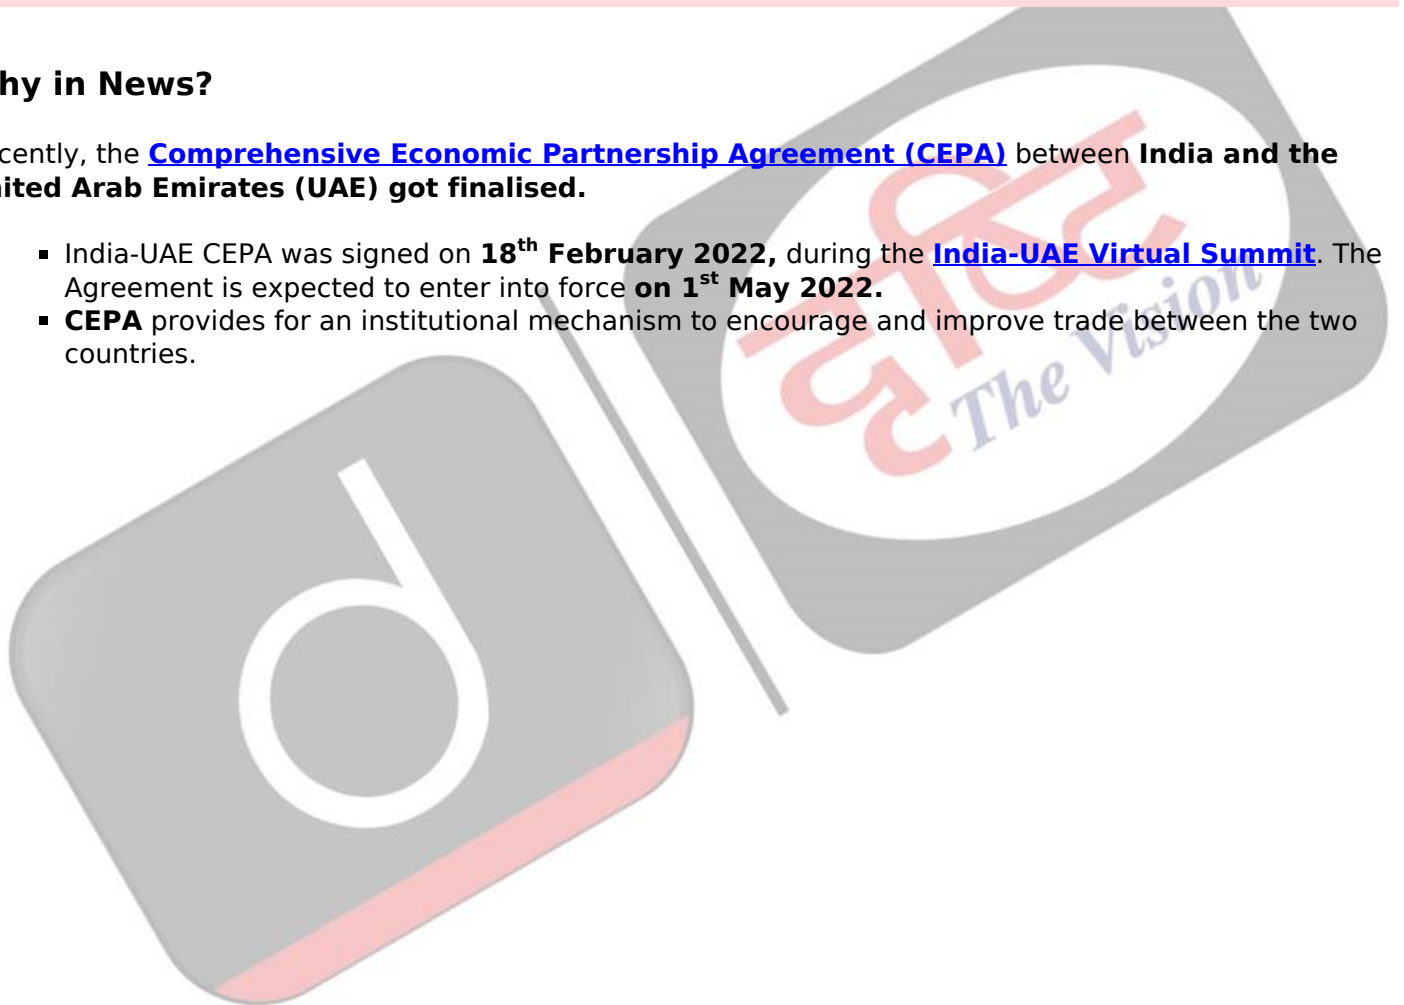 hy in News?
cently, the Comprehensive Economic Partnership Agreement (CEPA) between India and the
ited Arab Emirates (UAE) got finalised.
▪ India-UAE CEPA was signed on 18th February 2022, during the India-UAE Virtual Summit. The
Agreement is expected to enter into force on 1st May 2022.
▪ CEPA provides for an institutional mechanism to encourage and improve trade between the two
countries.
दृष्टि
The Vision
d